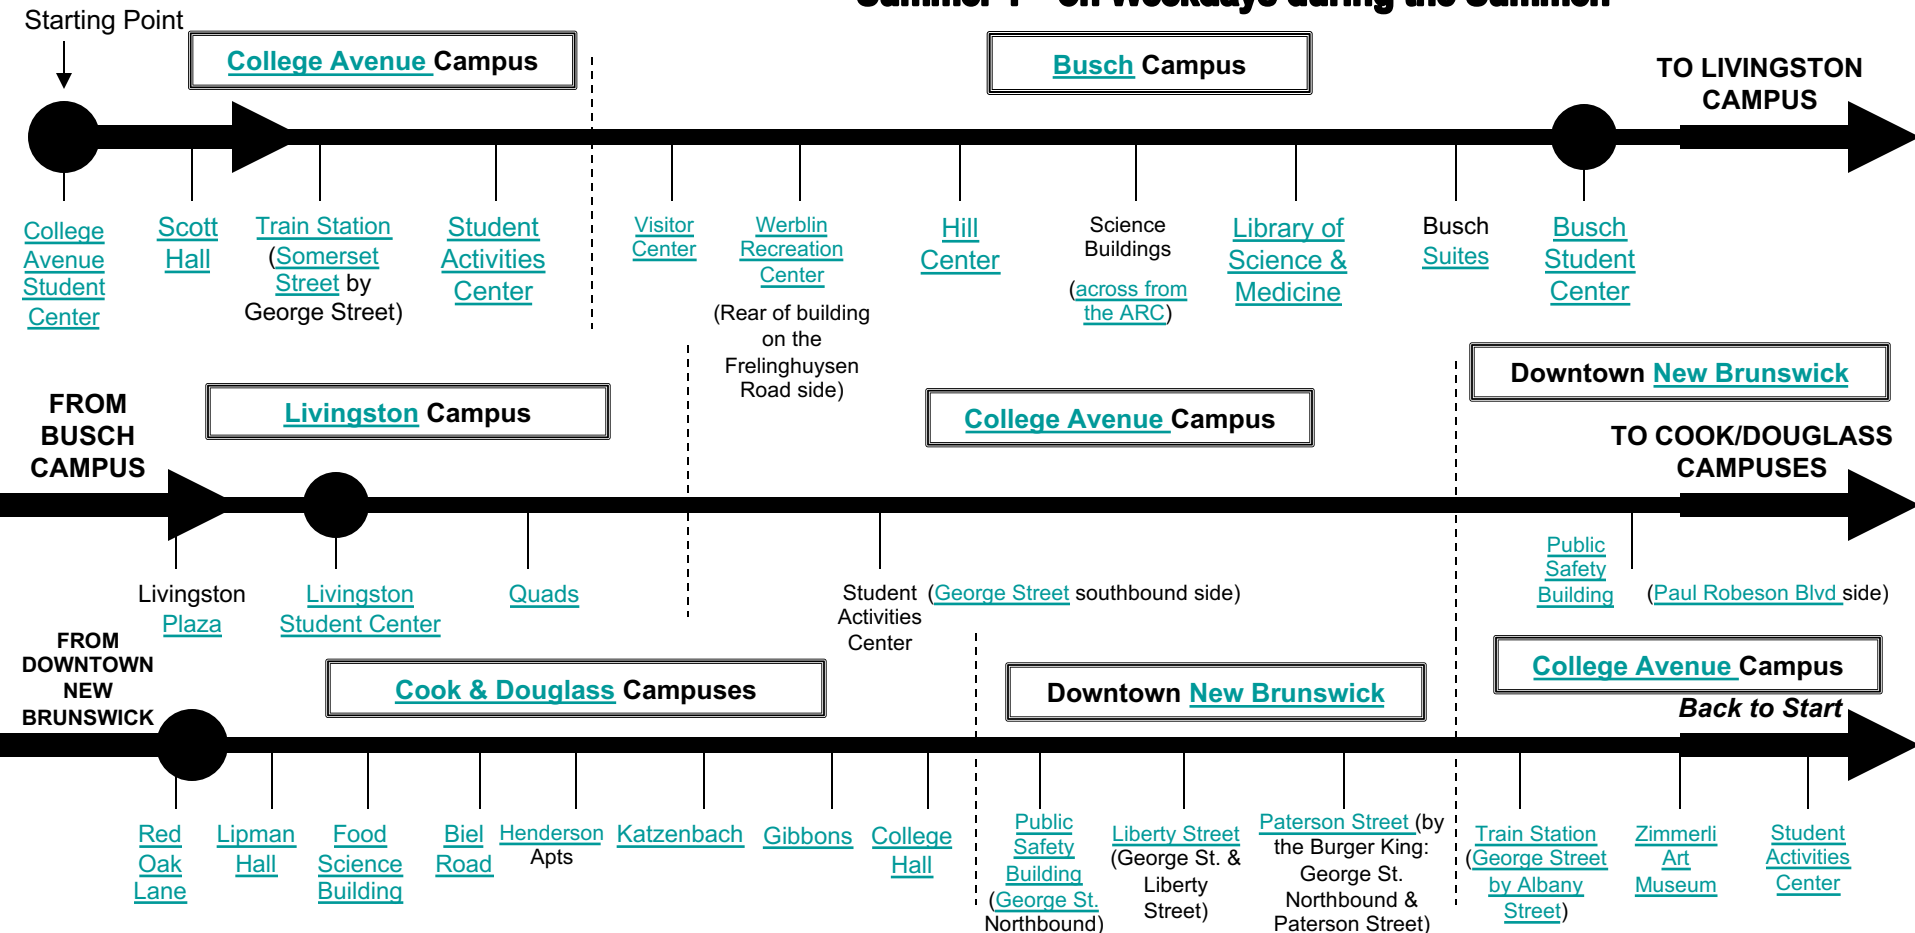 Summer 1 - on Weekdays during the Summer.
Starting Point
College Avenue Campus
Busch Campus
TO LIVINGSTON
CAMPUS
College
Avenue
Student
Center
Scott
Hall
Train Station
(Somerset
Street by
George Street)
Student
Activities
Center
Visitor
Center
Werblin
Recreation
Center
(Rear of building
on the
Frelinghuysen
Road side)
Hill
Center
Science
Buildings
(across from
the ARC)
Library of
Science &
Medicine
Busch
Suites
Busch
Student
Center
FROM
BUSCH
CAMPUS
Livingston Campus
College Avenue Campus
Downtown New Brunswick
TO COOK/DOUGLASS
CAMPUSES
Livingston
Plaza
Livingston
Student Center
Quads
Student (George Street southbound side)
Activities
Center
Public
Safety
Building
(Paul Robeson Blvd side)
FROM
DOWNTOWN
NEW
BRUNSWICK
Cook & Douglass Campuses
Downtown New Brunswick
College Avenue Campus
Back to Start
Red
Oak
Lane
Lipman
Hall
Food
Science
Building
Biel
Road
Henderson
Apts
Katzenbach
Gibbons
College
Hall
Public
Safety
Building
(George St.
Northbound)
Liberty Street
(George St. &
Liberty
Street)
Paterson Street (by
the Burger King:
George St.
Northbound &
Paterson Street)
Train Station
(George Street
by Albany
Street)
Zimmerli
Art
Museum
Student
Activities
Center